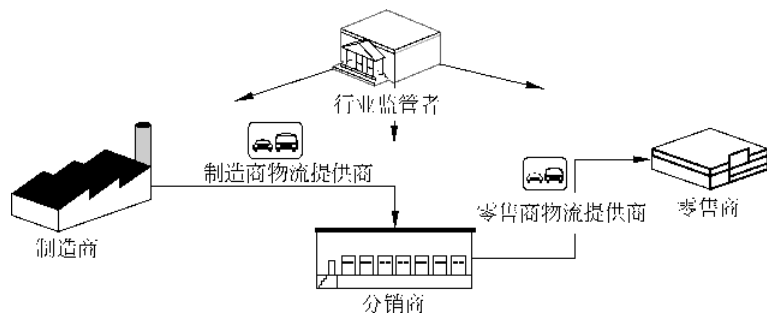 行业监管者
制造商物流提供商
零售商物流提供商
零售商
制造商
分销商